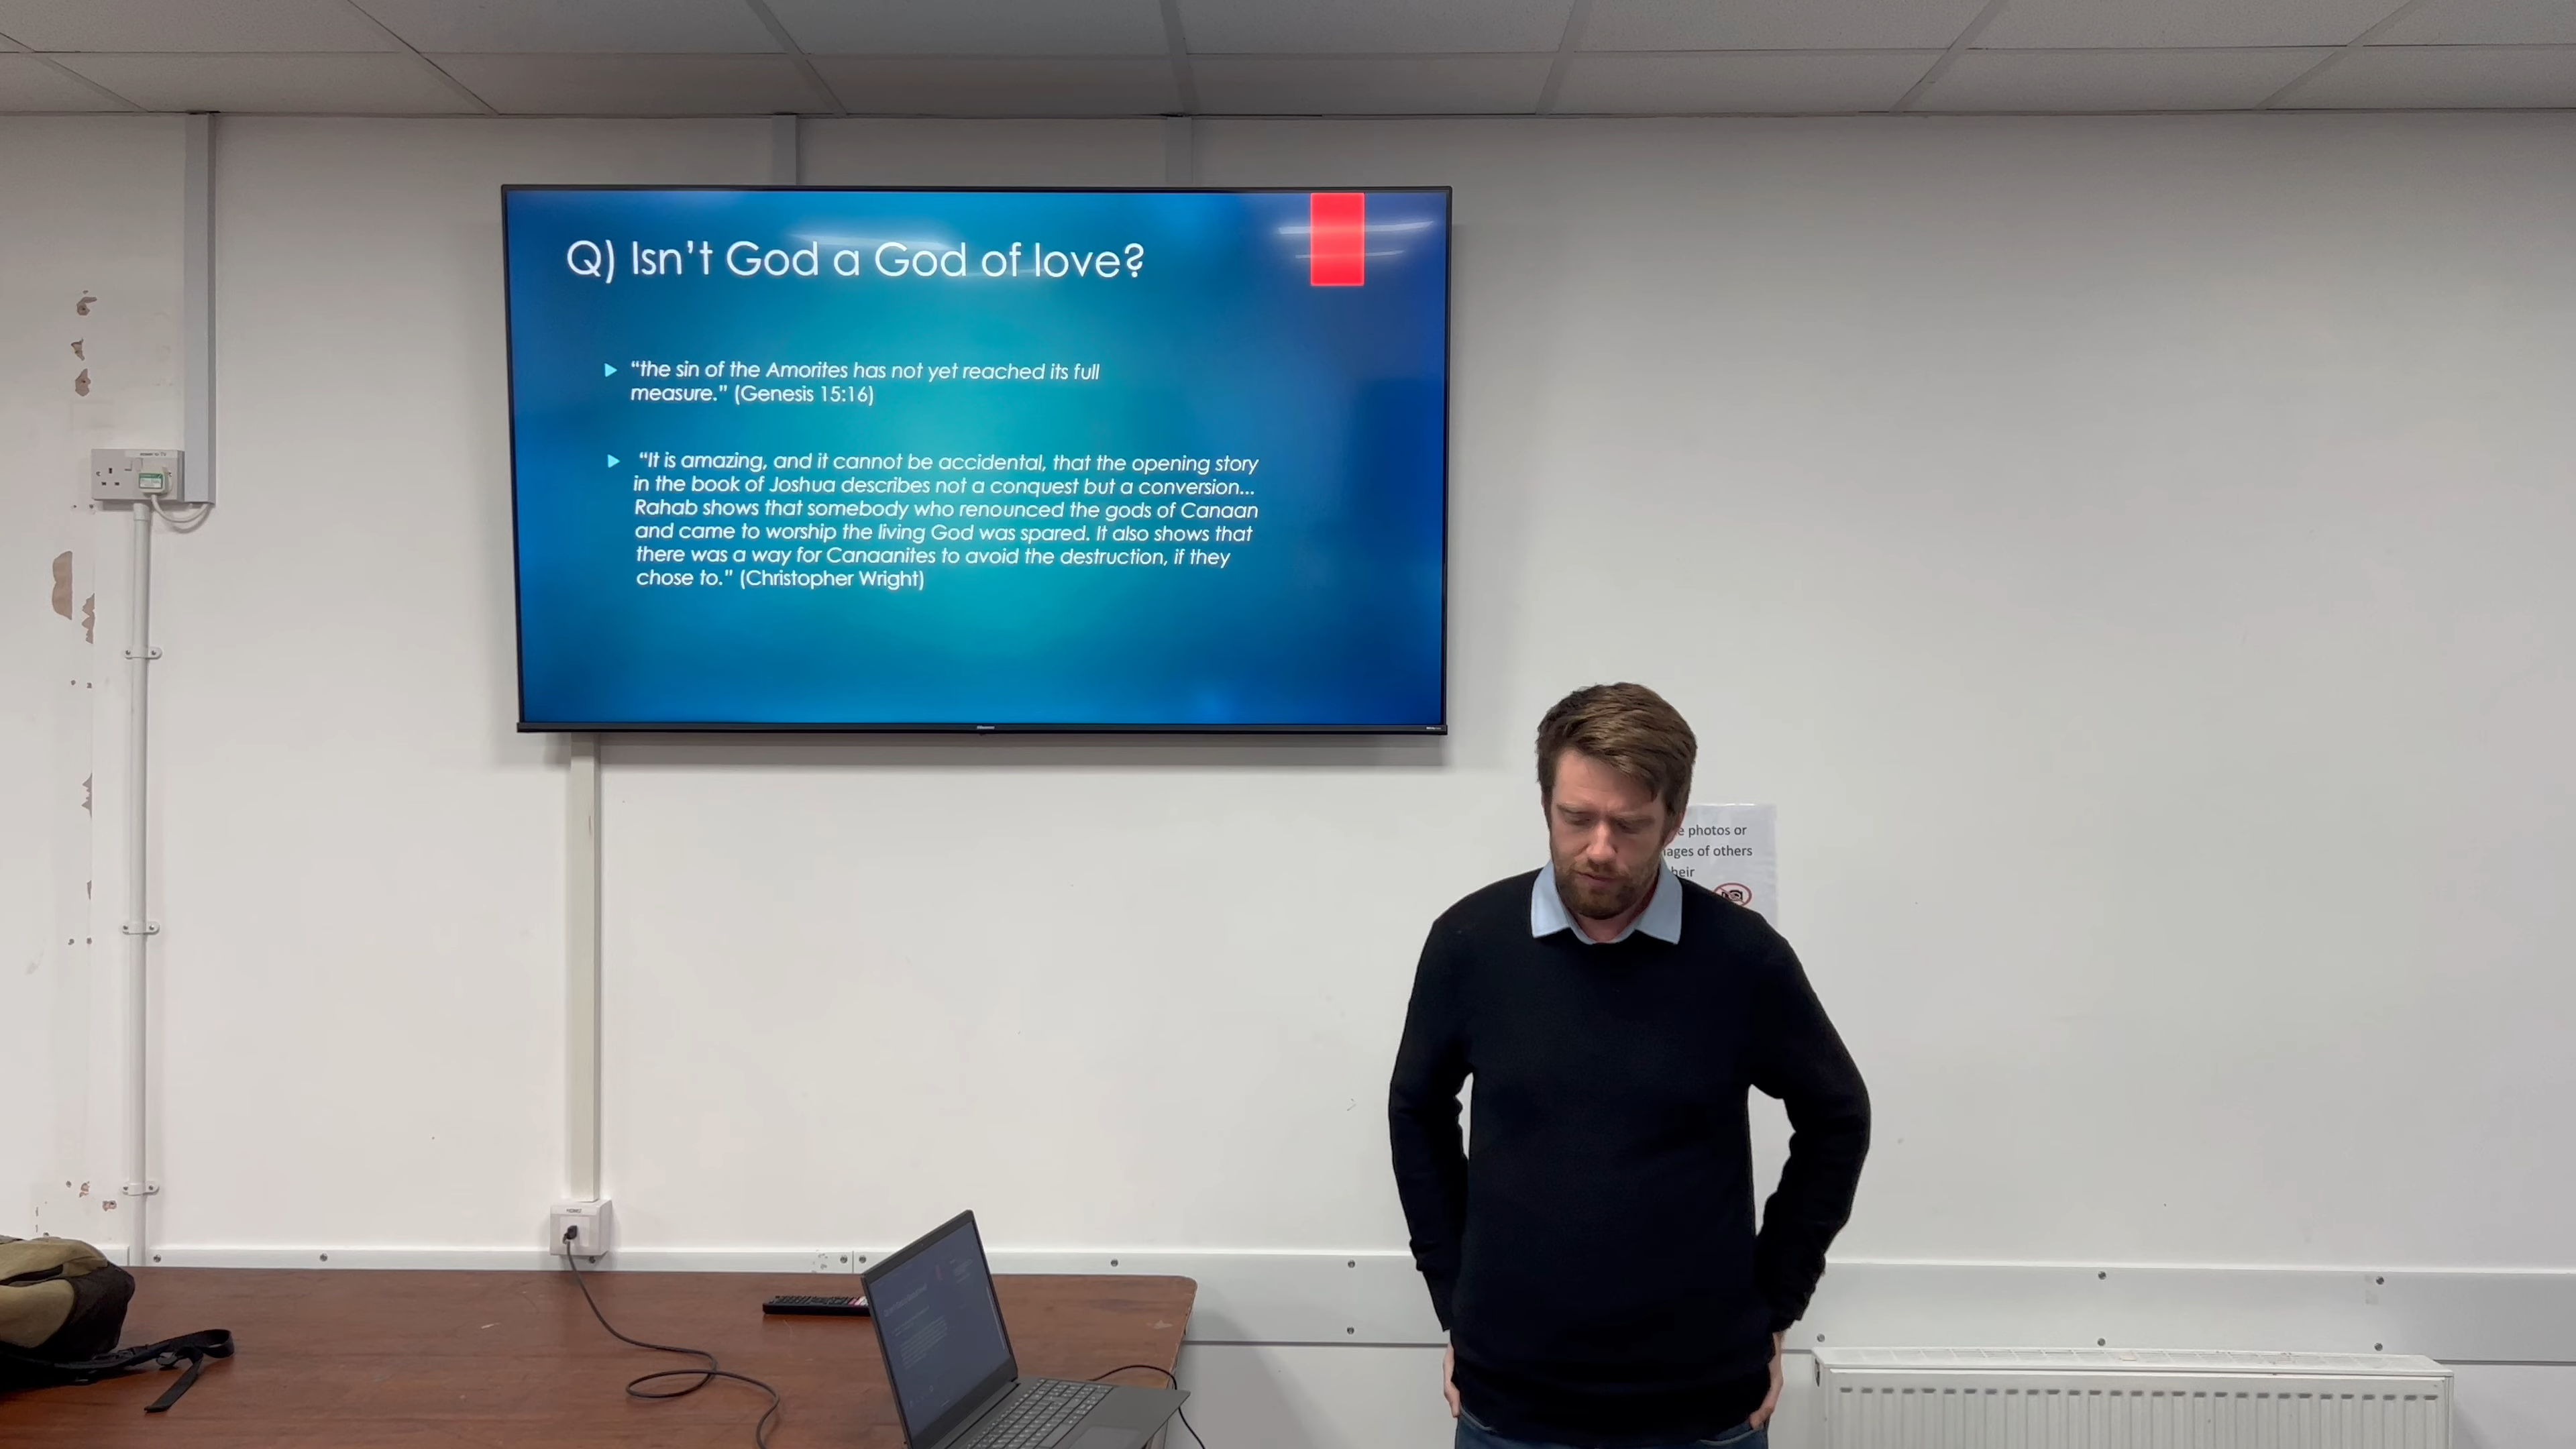 Q) Isn't God a God of love?
“the sin of the Amorites has not yet reached its full
measure.” (Genesis 15:16)
“It is amazing, and it cannot be accidental, that the opening story
in the book of Joshua describes not a conquest but a conversion...
Rahab shows that somebody who renounced the gods of Canaan
and came to worship the living God was spared. It also shows that
there was a way for Canaanites to avoid the destruction, if they
chose to.” (Christopher Wright)
photos or
of others